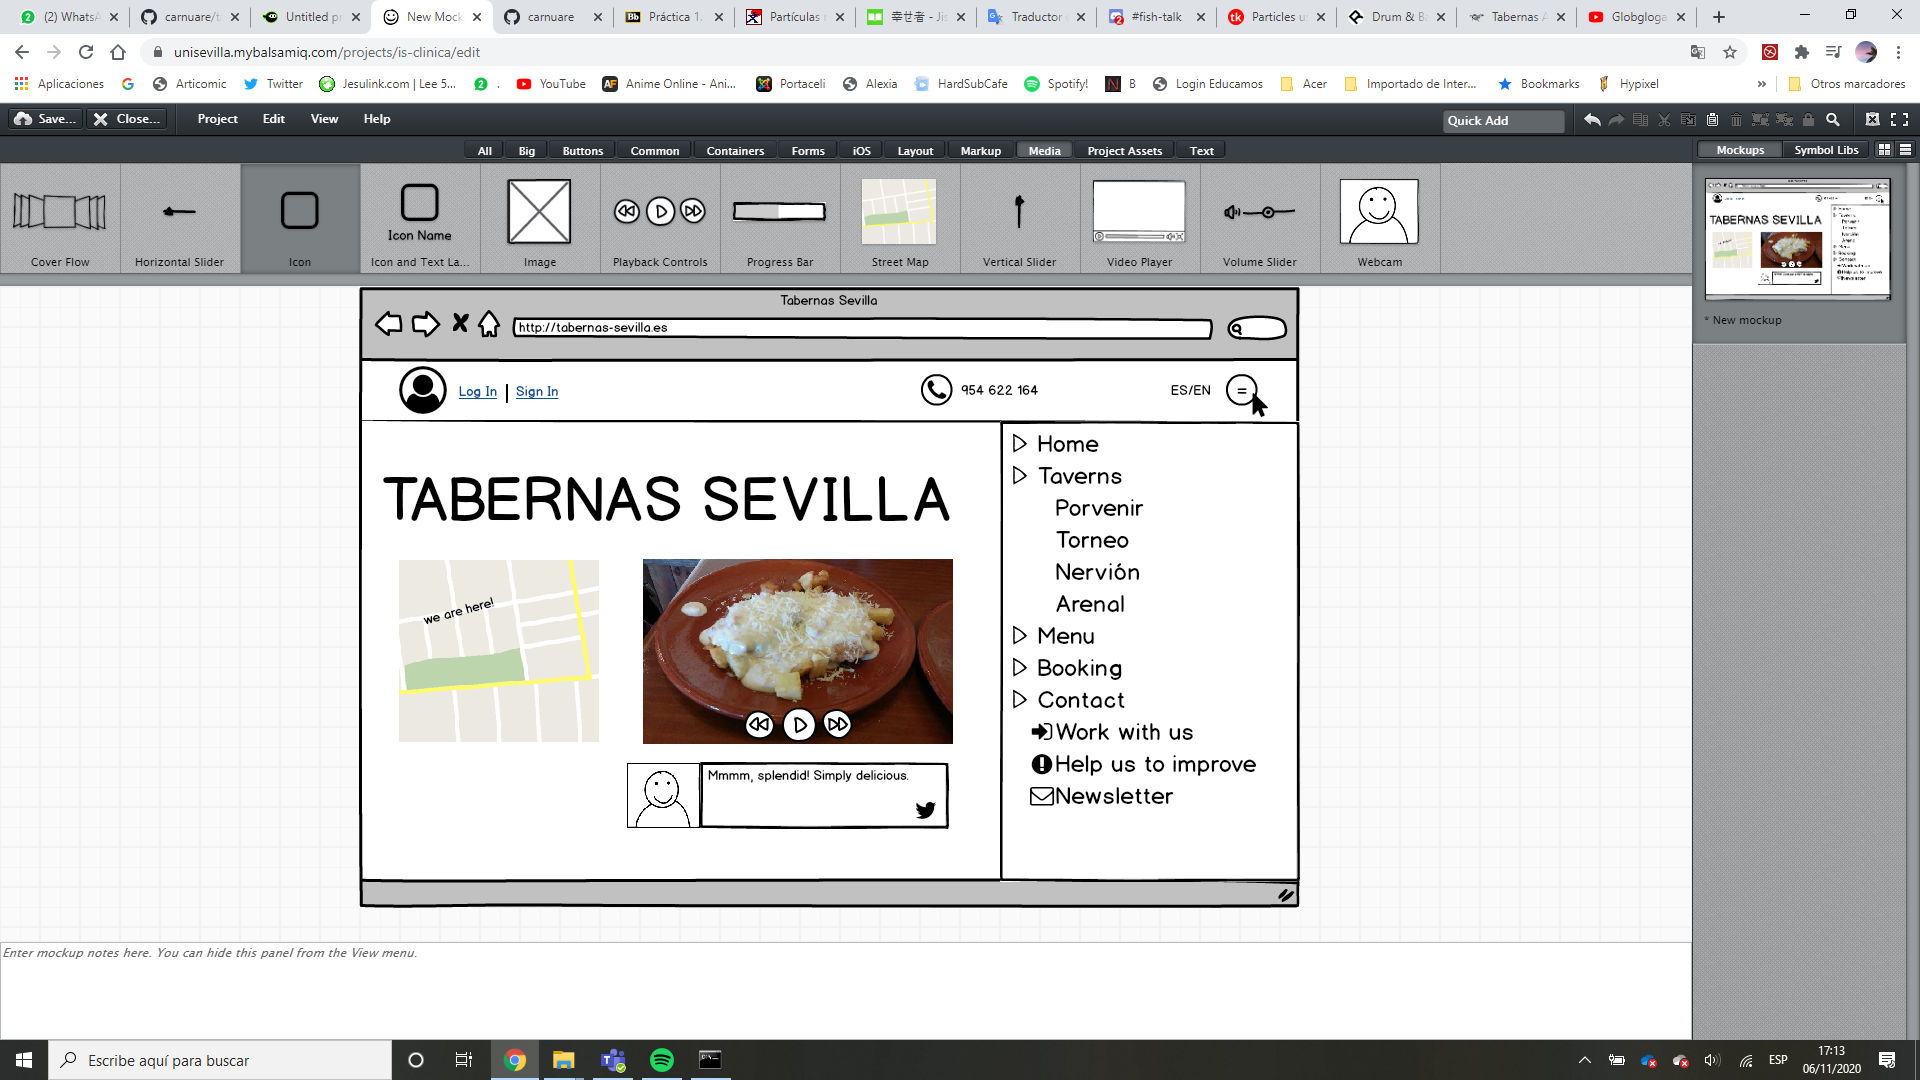 (2) WhatsA
carnuare/ta
Untitled pr
New Mock
carnuare
Práctica 1.
Partículas
幸せ者 - Jis
Traductor
#fish-talk
Particles u
Drum & Ba
Tabernas A
Globgloga
unisevilla.mybalsamiq.com/projects/is-clinica/edit
Aplicaciones
Articomic
Twitter
Jesulink.com | Lee 5...
.
YouTube
Anime Online - Ani...
Portaceli
Alexia
HardSubCafe
Spotify!
B
Login Educamos
Acer
Importado de Inter...
Bookmarks
Hypixel
»
Otros marcadores
Save...
Close...
Project
Edit
View
Help
Quick Add
All
Big
Buttons
Common
Containers
Forms
iOS
Layout
Markup
Media
Project Assets
Text
Mockups
Symbol Libs
Icon Name
Cover Flow
Horizontal Slider
Icon
Icon and Text La...
Image
Playback Controls
Progress Bar
Street Map
Vertical Slider
Video Player
Volume Slider
Webcam
TABERNAS SEVILLA
* New mockup
Tabernas Sevilla
http://tabernas-sevilla.es
Log In | Sign In
954 622 164
ES/EN
=
TABERNAS SEVILLA
we are here!
Mmmm, splendid! Simply delicious.
Home
Taverns
Porvenir
Torneo
Nervión
Arenal
Menu
Booking
Contact
Work with us
Help us to improve
Newsletter
Enter mockup notes here. You can hide this panel from the View menu.
Escribe aquí para buscar
ESP
17:13
06/11/2020